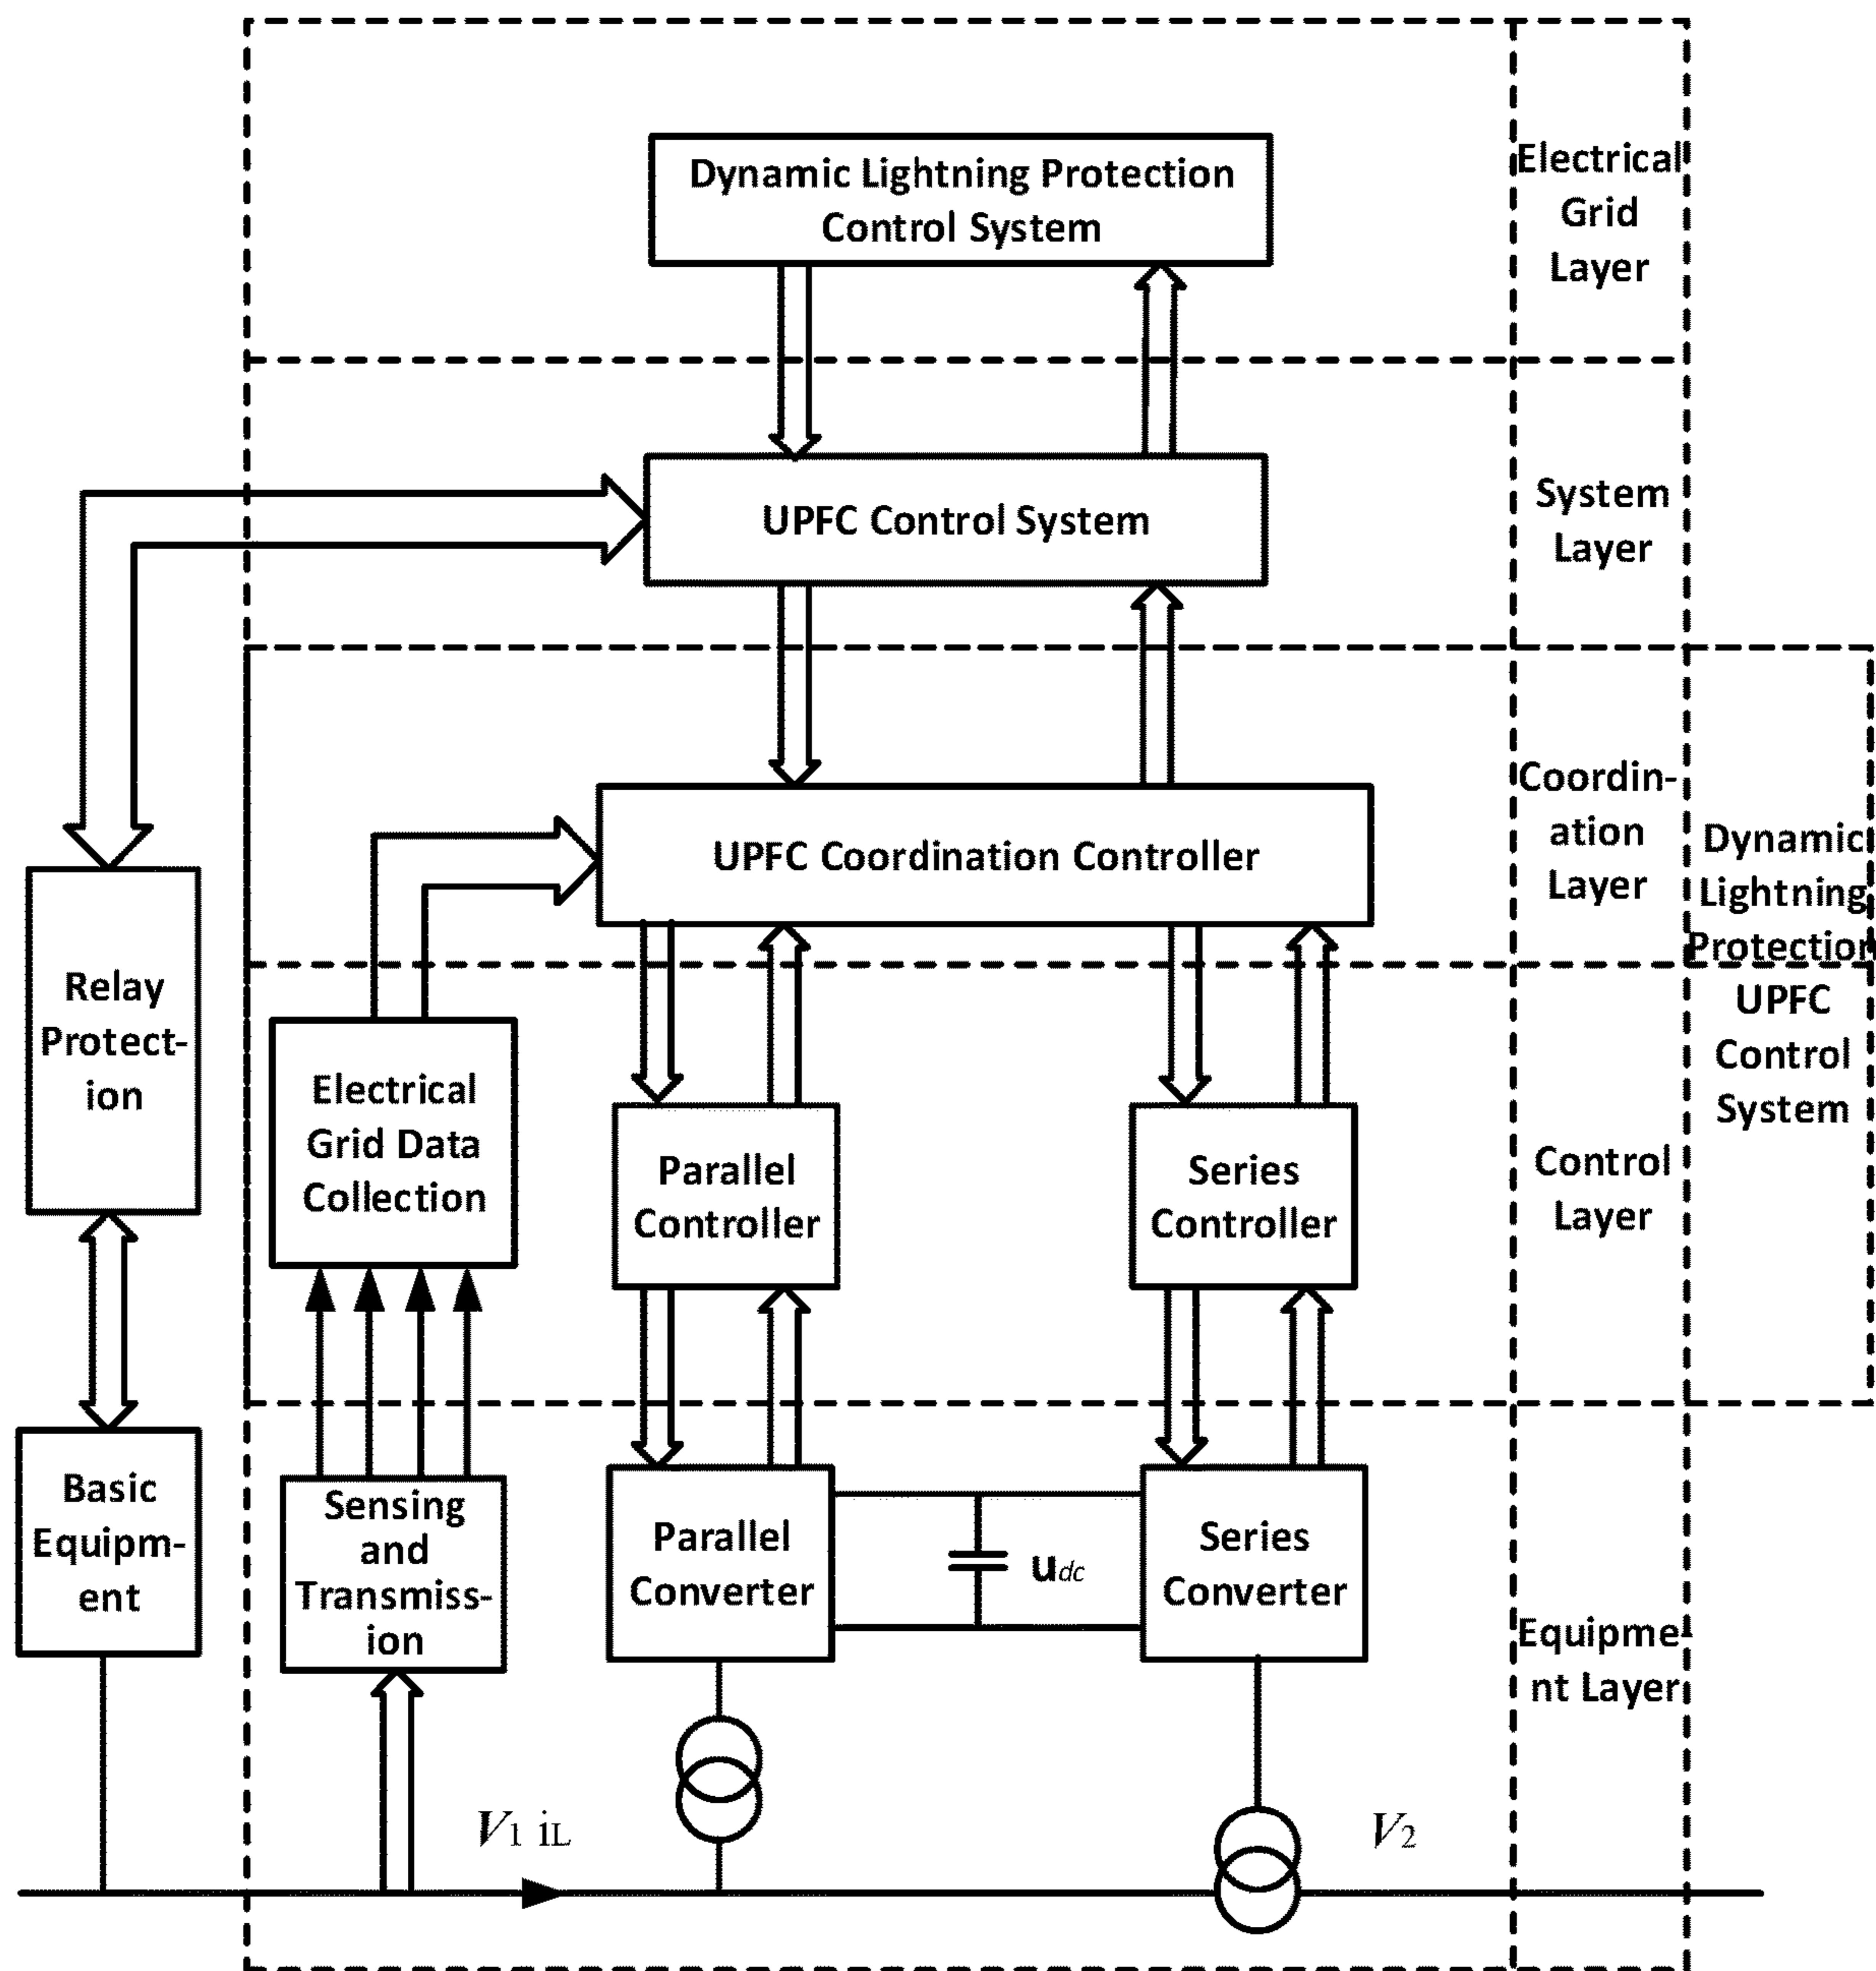 Dynamic Lightning Protection
Control System
Electrical
Grid
Layer
UPFC Control System
System
Layer
UPFC Coordination Controller
Coordin-
ation
Layer
Dynamic
Lightning
Protection
UPFC
Control
System
Relay
Protect-
ion
Electrical
Grid Data
Collection
Parallel
Controller
Series
Controller
Control
Layer
Basic
Equipm-
ent
Sensing
and
Transmiss-
ion
Parallel
Converter
udc
Series
Converter
Equipme-
nt Layer
V1 iL
V2